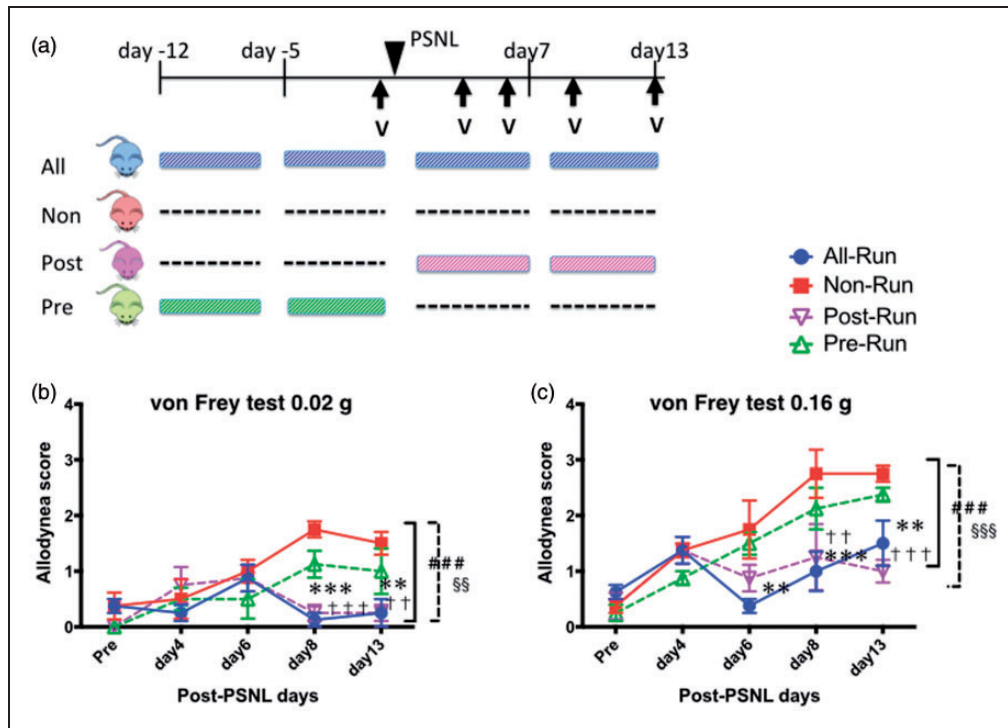 (a)
PSNL
day -12 day -5 day7 day13
V V V V V
All
Non
Post
Pre
All-Run
Non-Run
Post-Run
Pre-Run
(b)
von Frey test 0.02 g
Allodynea score
4
3
2
1
0
***
†††
**
††
###
§§
Pre day4 day6 day8 day13
Post-PSNL days
(c)
von Frey test 0.16 g
Allodynea score
4
3
2
1
0
**
††
***
**
†††
###
§§§
Pre day4 day6 day8 day13
Post-PSNL days